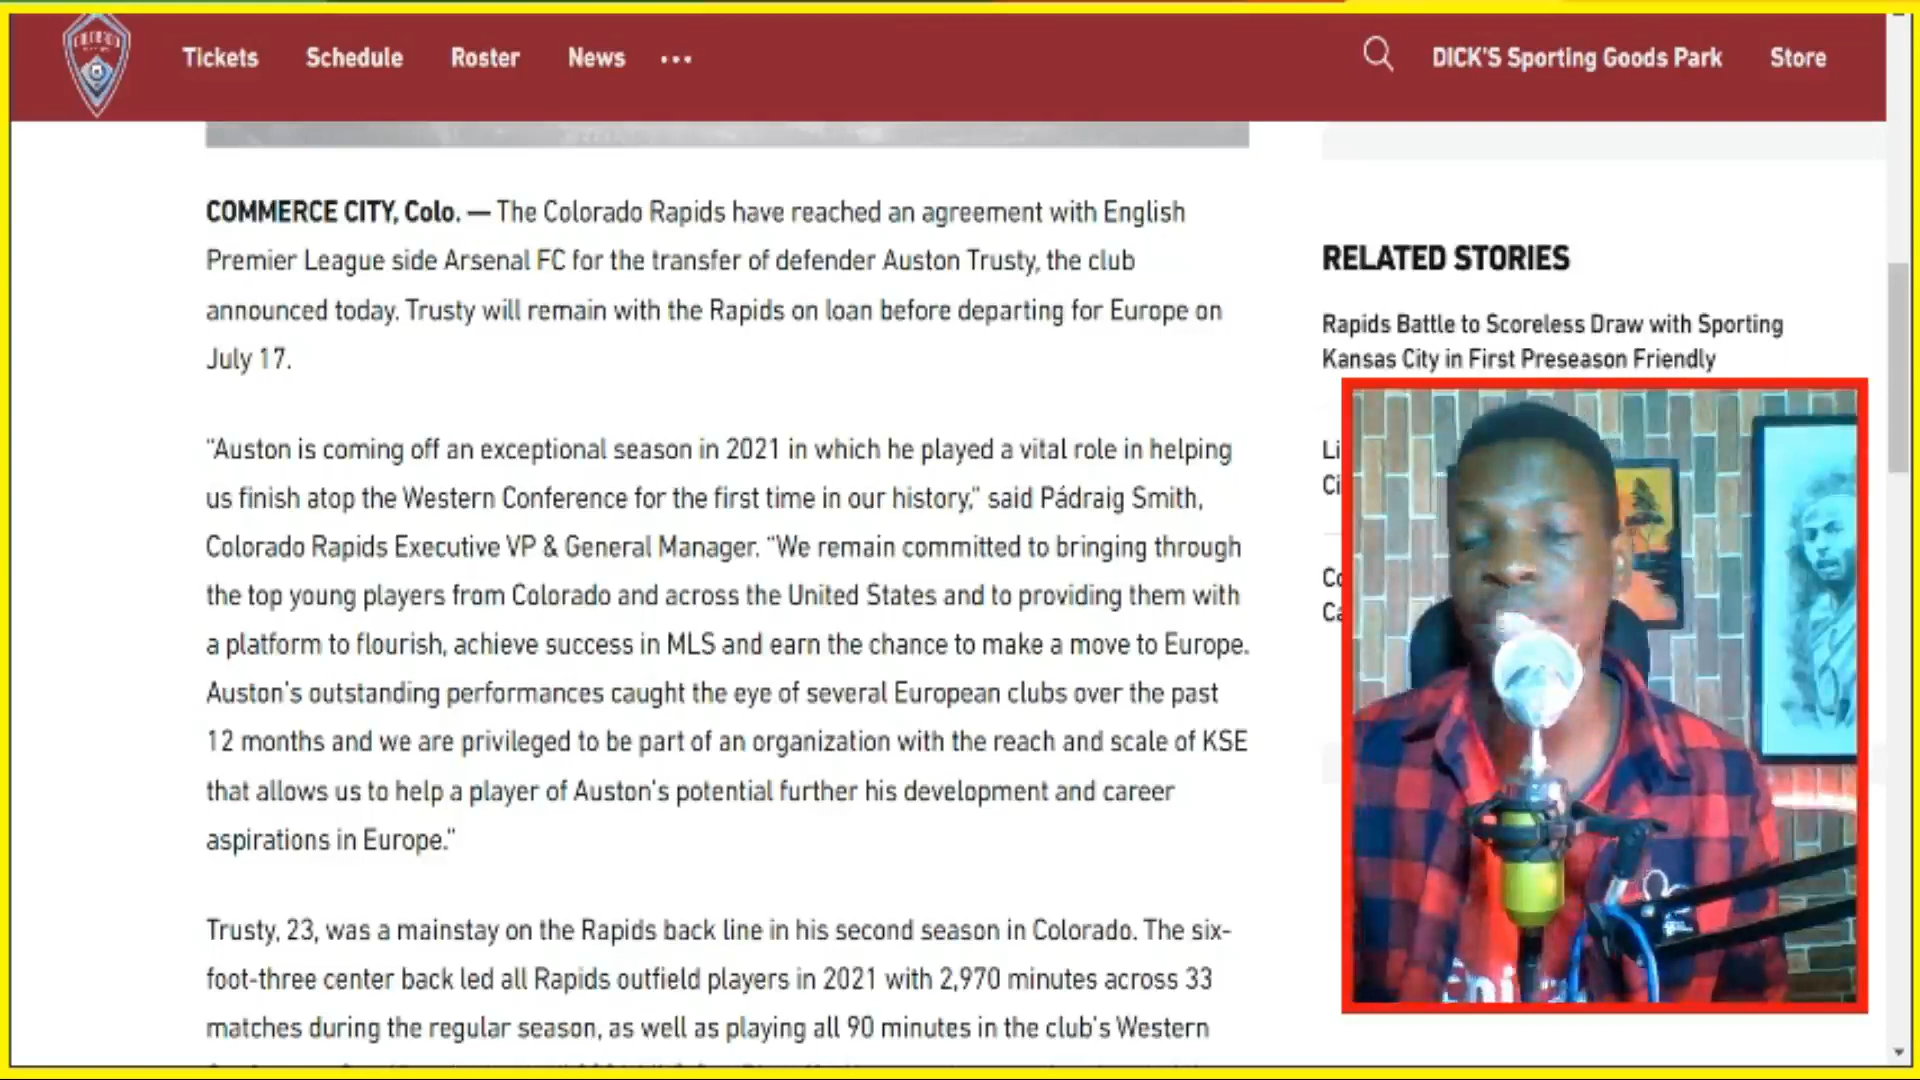 Tickets Schedule Roster News ••• DICK'S Sporting Goods Park Store
COMMERCE CITY, Colo. — The Colorado Rapids have reached an agreement with English
Premier League side Arsenal FC for the transfer of defender Auston Trusty, the club
announced today. Trusty will remain with the Rapids on loan before departing for Europe on
July 17.
"Auston is coming off an exceptional season in 2021 in which he played a vital role in helping
us finish atop the Western Conference for the first time in our history," said Pádraig Smith,
Colorado Rapids Executive VP & General Manager. "We remain committed to bringing through
the top young players from Colorado and across the United States and to providing them with
a platform to flourish, achieve success in MLS and earn the chance to make a move to Europe.
Auston's outstanding performances caught the eye of several European clubs over the past
12 months and we are privileged to be part of an organization with the reach and scale of KSE
that allows us to help a player of Auston's potential further his development and career
aspirations in Europe."
Trusty, 23, was a mainstay on the Rapids back line in his second season in Colorado. The six-
foot-three center back led all Rapids outfield players in 2021 with 2,970 minutes across 33
matches during the regular season, as well as playing all 90 minutes in the club's Western
RELATED STORIES
Rapids Battle to Scoreless Draw with Sporting
Kansas City in First Preseason Friendly
Li
Ci
Co
Ca